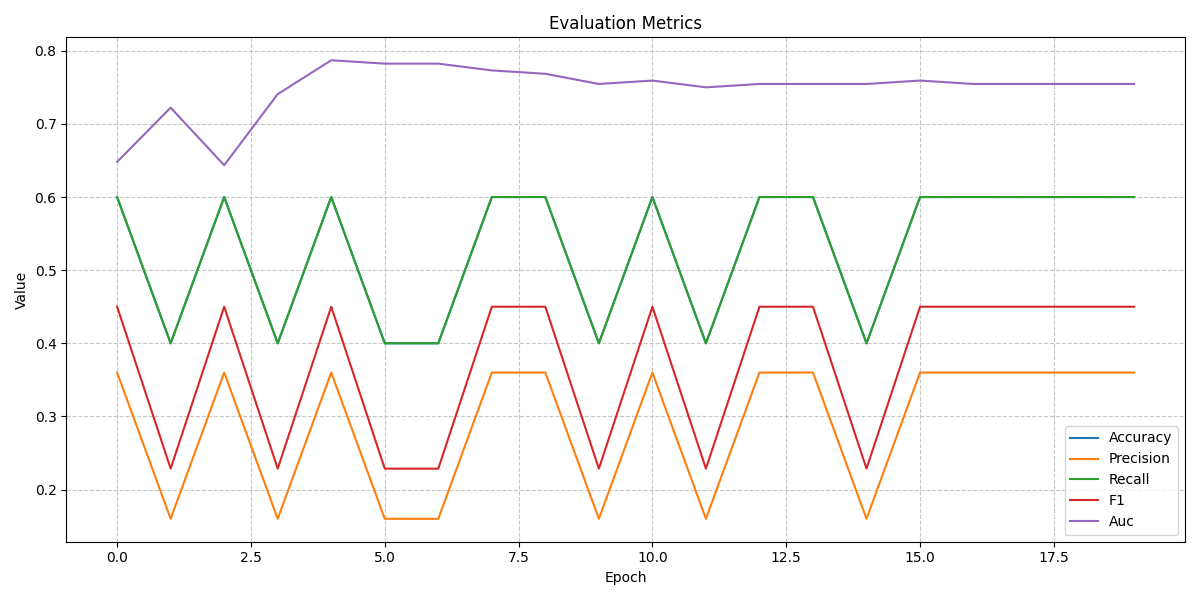 Evaluation Metrics
0.8
0.7
0.6
0.5
0.4
0.3
0.2
Value
0.0 2.5 5.0 7.5 10.0 12.5 15.0 17.5
Epoch
Accuracy
Precision
Recall
F1
Auc